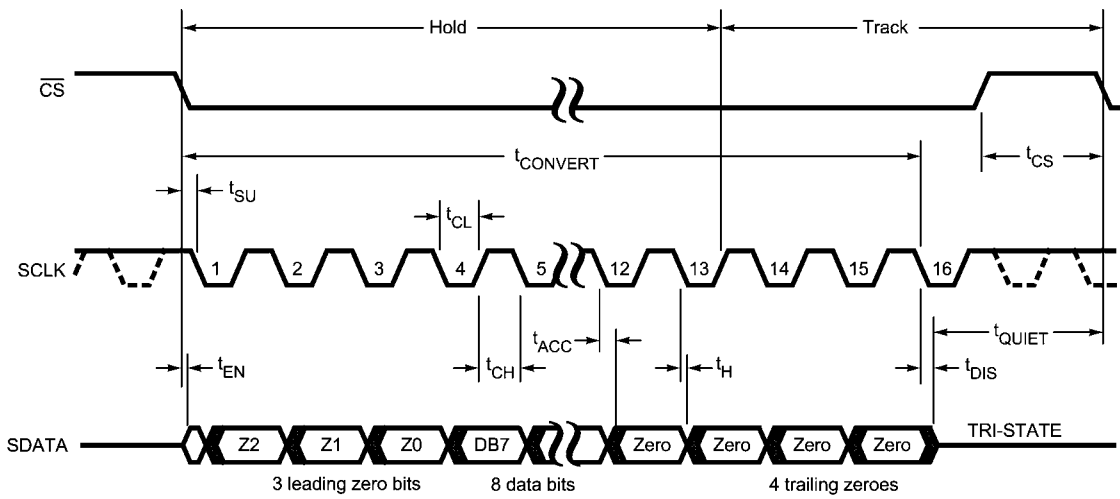 Hold Track
CS
tCONVERT tCS
tSU
tCL
SCLK 1 2 3 4 5 12 13 14 15 16
tACC tQUIET
tEN tCH tH tDIS
SDATA Z2 Z1 Z0 DB7 Zero Zero Zero Zero TRI-STATE
3 leading zero bits 8 data bits 4 trailing zeroes